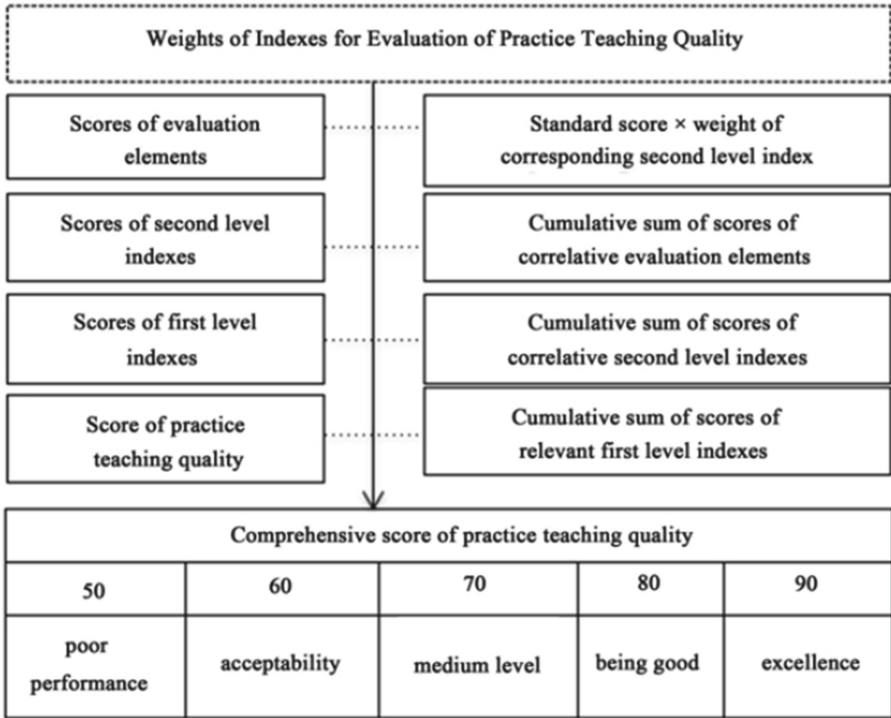 Weights of Indexes for Evaluation of Practice Teaching Quality
Scores of evaluation
elements
Standard score × weight of
corresponding second level index
Scores of second level
indexes
Cumulative sum of scores of
correlative evaluation elements
Scores of first level
indexes
Cumulative sum of scores of
correlative second level indexes
Score of practice
teaching quality
Cumulative sum of scores of
relevant first level indexes
Comprehensive score of practice teaching quality
50 60 70 80 90
poor
performance
acceptability
medium level
being good
excellence